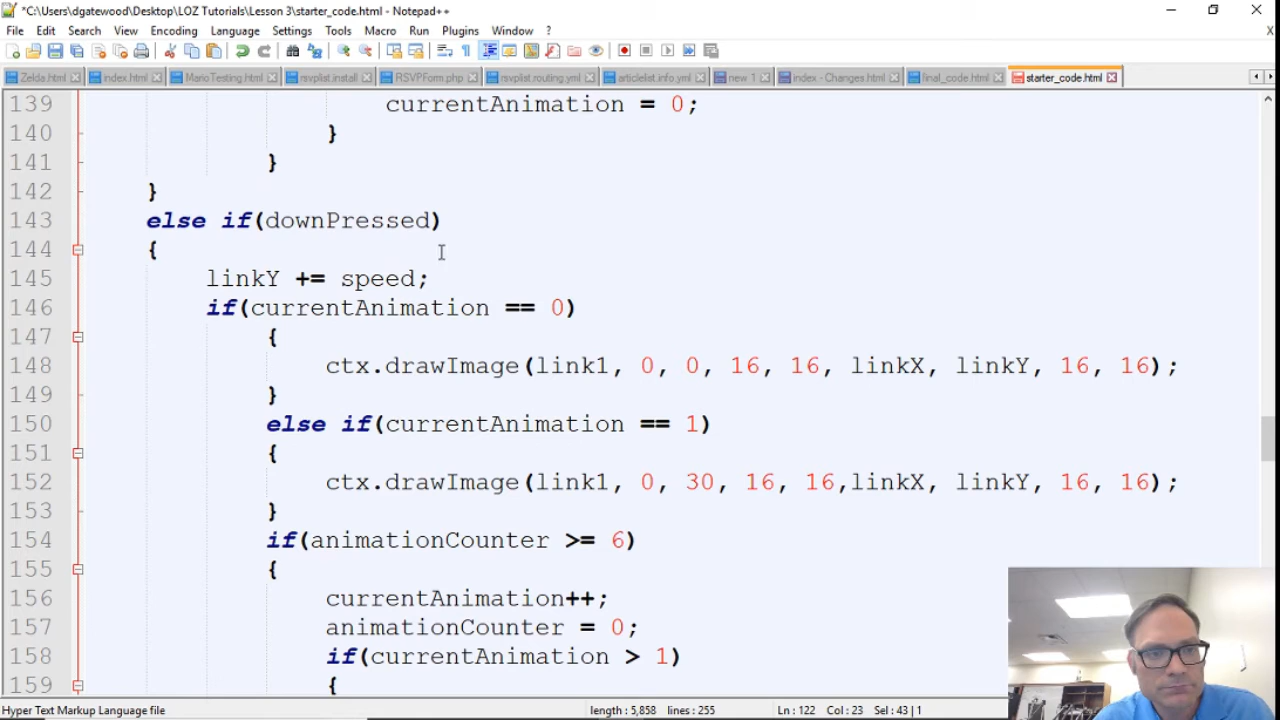 *C:\Users\dgatewood\Desktop\LOZ Tutorials\Lesson 3\starter_code.html - Notepad++
File Edit Search View Encoding Language Settings Tools Macro Run Plugins Window ? X
Zelda.html index.html MarioTesting.html rsvplist.install RSVPForm.php rsvplist.routing.yml articlelist.info.yml new 1 index - Changes.html final_code.html starter_code.html
139 currentAnimation = 0;
140 }
141 }
142 }
143 else if(downPressed)
144 {
145 linkY += speed;
146 if(currentAnimation == 0)
147 {
148 ctx.drawImage(link1, 0, 0, 16, 16, linkX, linkY, 16, 16);
149 }
150 else if(currentAnimation == 1)
151 {
152 ctx.drawImage(link1, 0, 30, 16, 16,linkX, linkY, 16, 16);
153 }
154 if(animationCounter >= 6)
155 {
156 currentAnimation++;
157 animationCounter = 0;
158 if(currentAnimation > 1)
159 {
Hyper Text Markup Language file length : 5,858 lines : 255 Ln : 122 Col : 23 Sel : 43 | 1